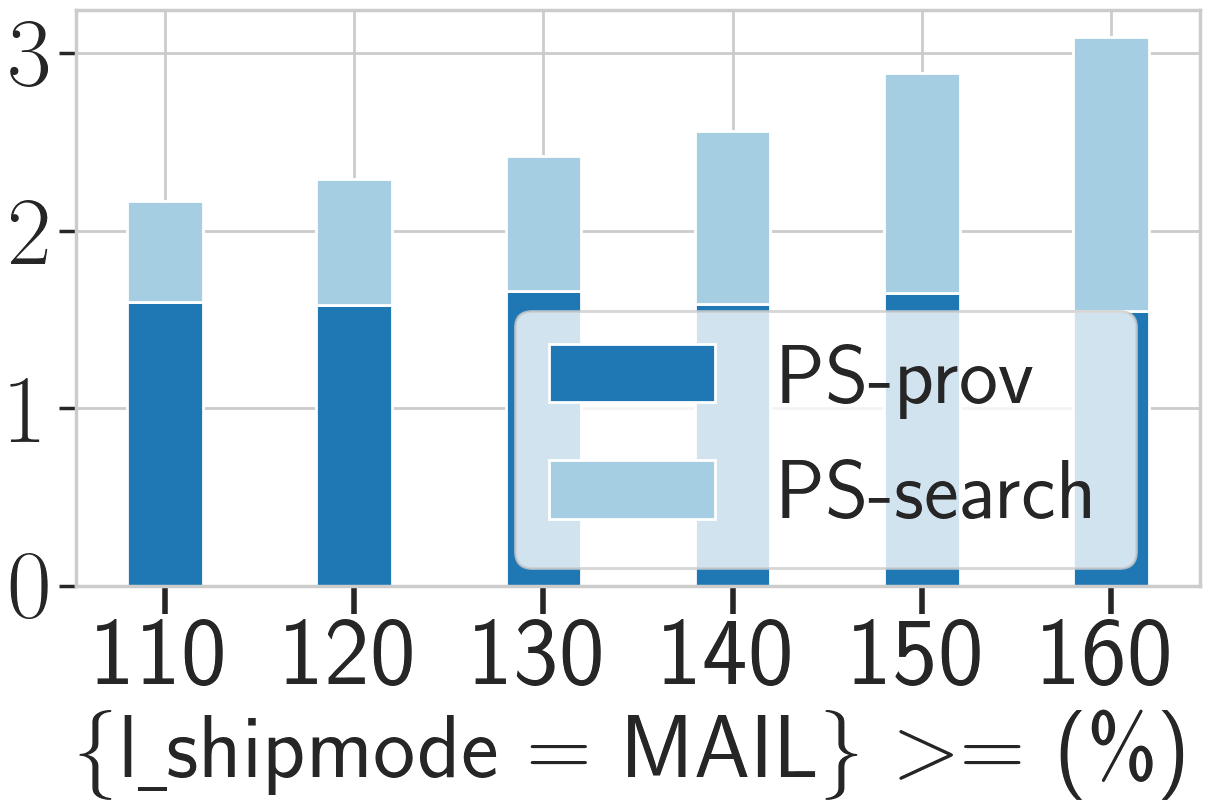 3
2
1
0
PS-prov
PS-search
110 120 130 140 150 160
{l_shipmode = MAIL} >= (%)